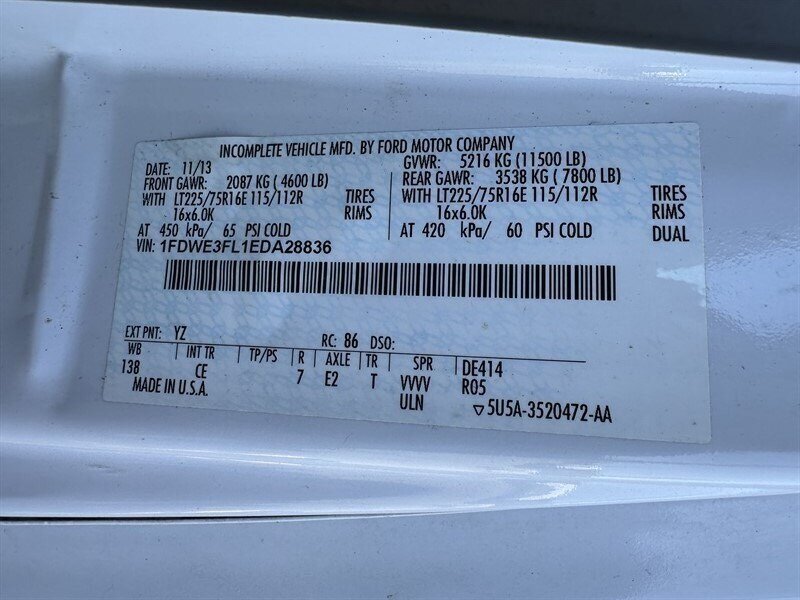 INCOMPLETE VEHICLE MFD. BY FORD MOTOR COMPANY
DATE: 11/13 GVWR: 5216 KG (11500 LB)
FRONT GAWR: 2087 KG ( 4600 LB) REAR GAWR: 3538 KG ( 7800 LB)
WITH LT225/75R16E 115/112R TIRES WITH LT225/75R16E 115/112R TIRES
16x6.0K RIMS 16x6.0K RIMS
AT 450 kPa/ 65 PSI COLD AT 420 kPa/ 60 PSI COLD DUAL
VIN: 1FDWE3FL1EDA28836
EXT PNT: YZ RC: 86 DSO:
WB INT TR TP/PS R AXLE TR SPR DE414
138 CE 7 E2 T VVVV R05
MADE IN U.S.A. ULN ▽5U5A-3520472-AA